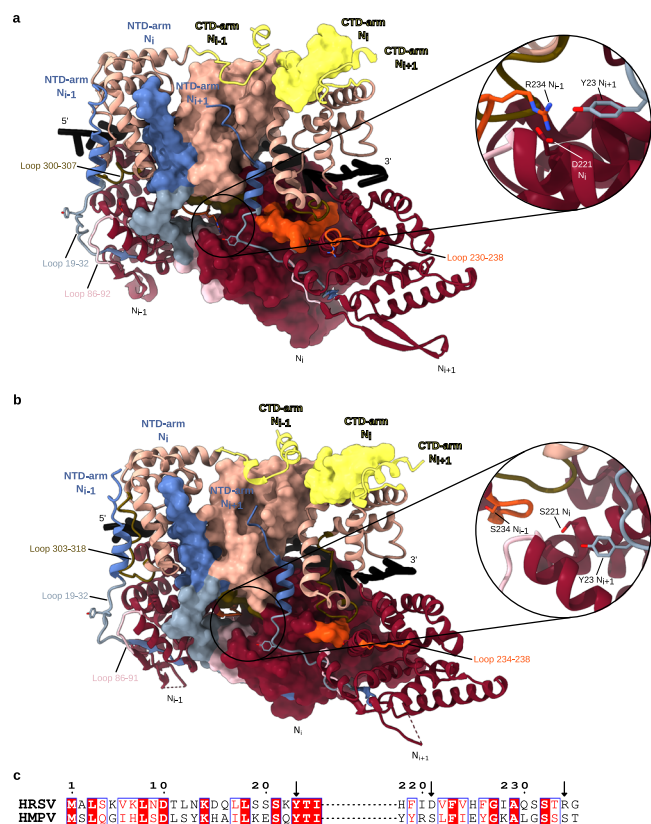 a
NTD-arm
Ni
CTD-arm
Ni-1
CTD-arm
Ni
CTD-arm
Ni+1
NTD-arm
Ni-1
NTD-arm
Ni+1
5'
3'
Loop 300-307
Loop 19-32
Loop 86-92
Loop 230-238
Ni-1
Ni
Ni+1
R234 Ni-1
Y23 Ni+1
D221
Ni
b
NTD-arm
Ni
CTD-arm
Ni-1
CTD-arm
Ni
CTD-arm
Ni+1
NTD-arm
Ni-1
NTD-arm
Ni+1
5'
3'
Loop 303-318
Loop 19-32
Loop 86-91
Loop 234-238
Ni-1
Ni
Ni+1
S221 Ni
S234 Ni-1
Y23 Ni+1
c
1 10 20 220 230
HRSV MALSKVKLNDTLNKDQLLSSSKYTI------------HFIDVFVHFGIAQSSTRG
HMPV MSLQGIHLSDLSYKHAILKESQYTI------------YYRSLFIEYGKALGSSST